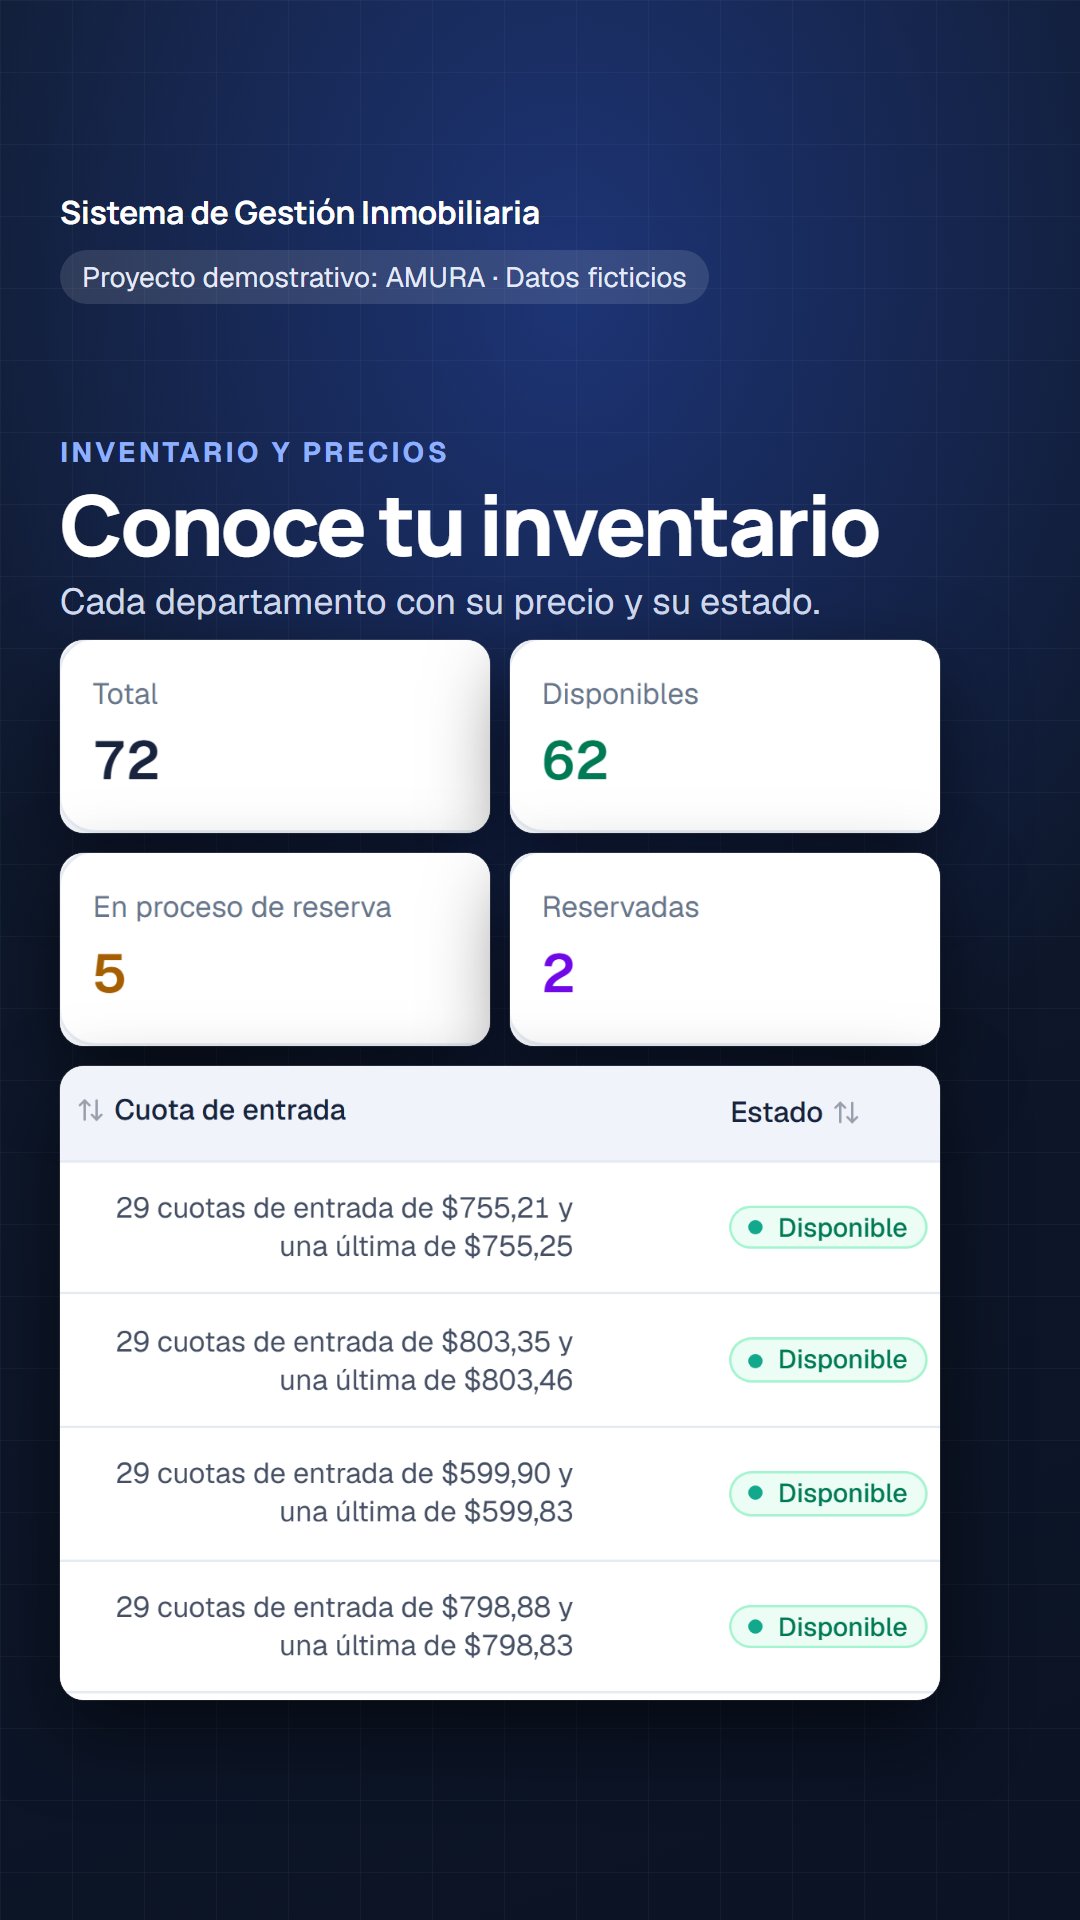 Sistema de Gestión Inmobiliaria
Proyecto demostrativo: AMURA · Datos ficticios
INVENTARIO Y PRECIOS
Conoce tu inventario
Cada departamento con su precio y su estado.
Total
72
Disponibles
62
En proceso de reserva
5
Reservadas
2
Cuota de entrada
Estado
29 cuotas de entrada de $755,21 y
una última de $755,25
Disponible
29 cuotas de entrada de $803,35 y
una última de $803,46
Disponible
29 cuotas de entrada de $599,90 y
una última de $599,83
Disponible
29 cuotas de entrada de $798,88 y
una última de $798,83
Disponible